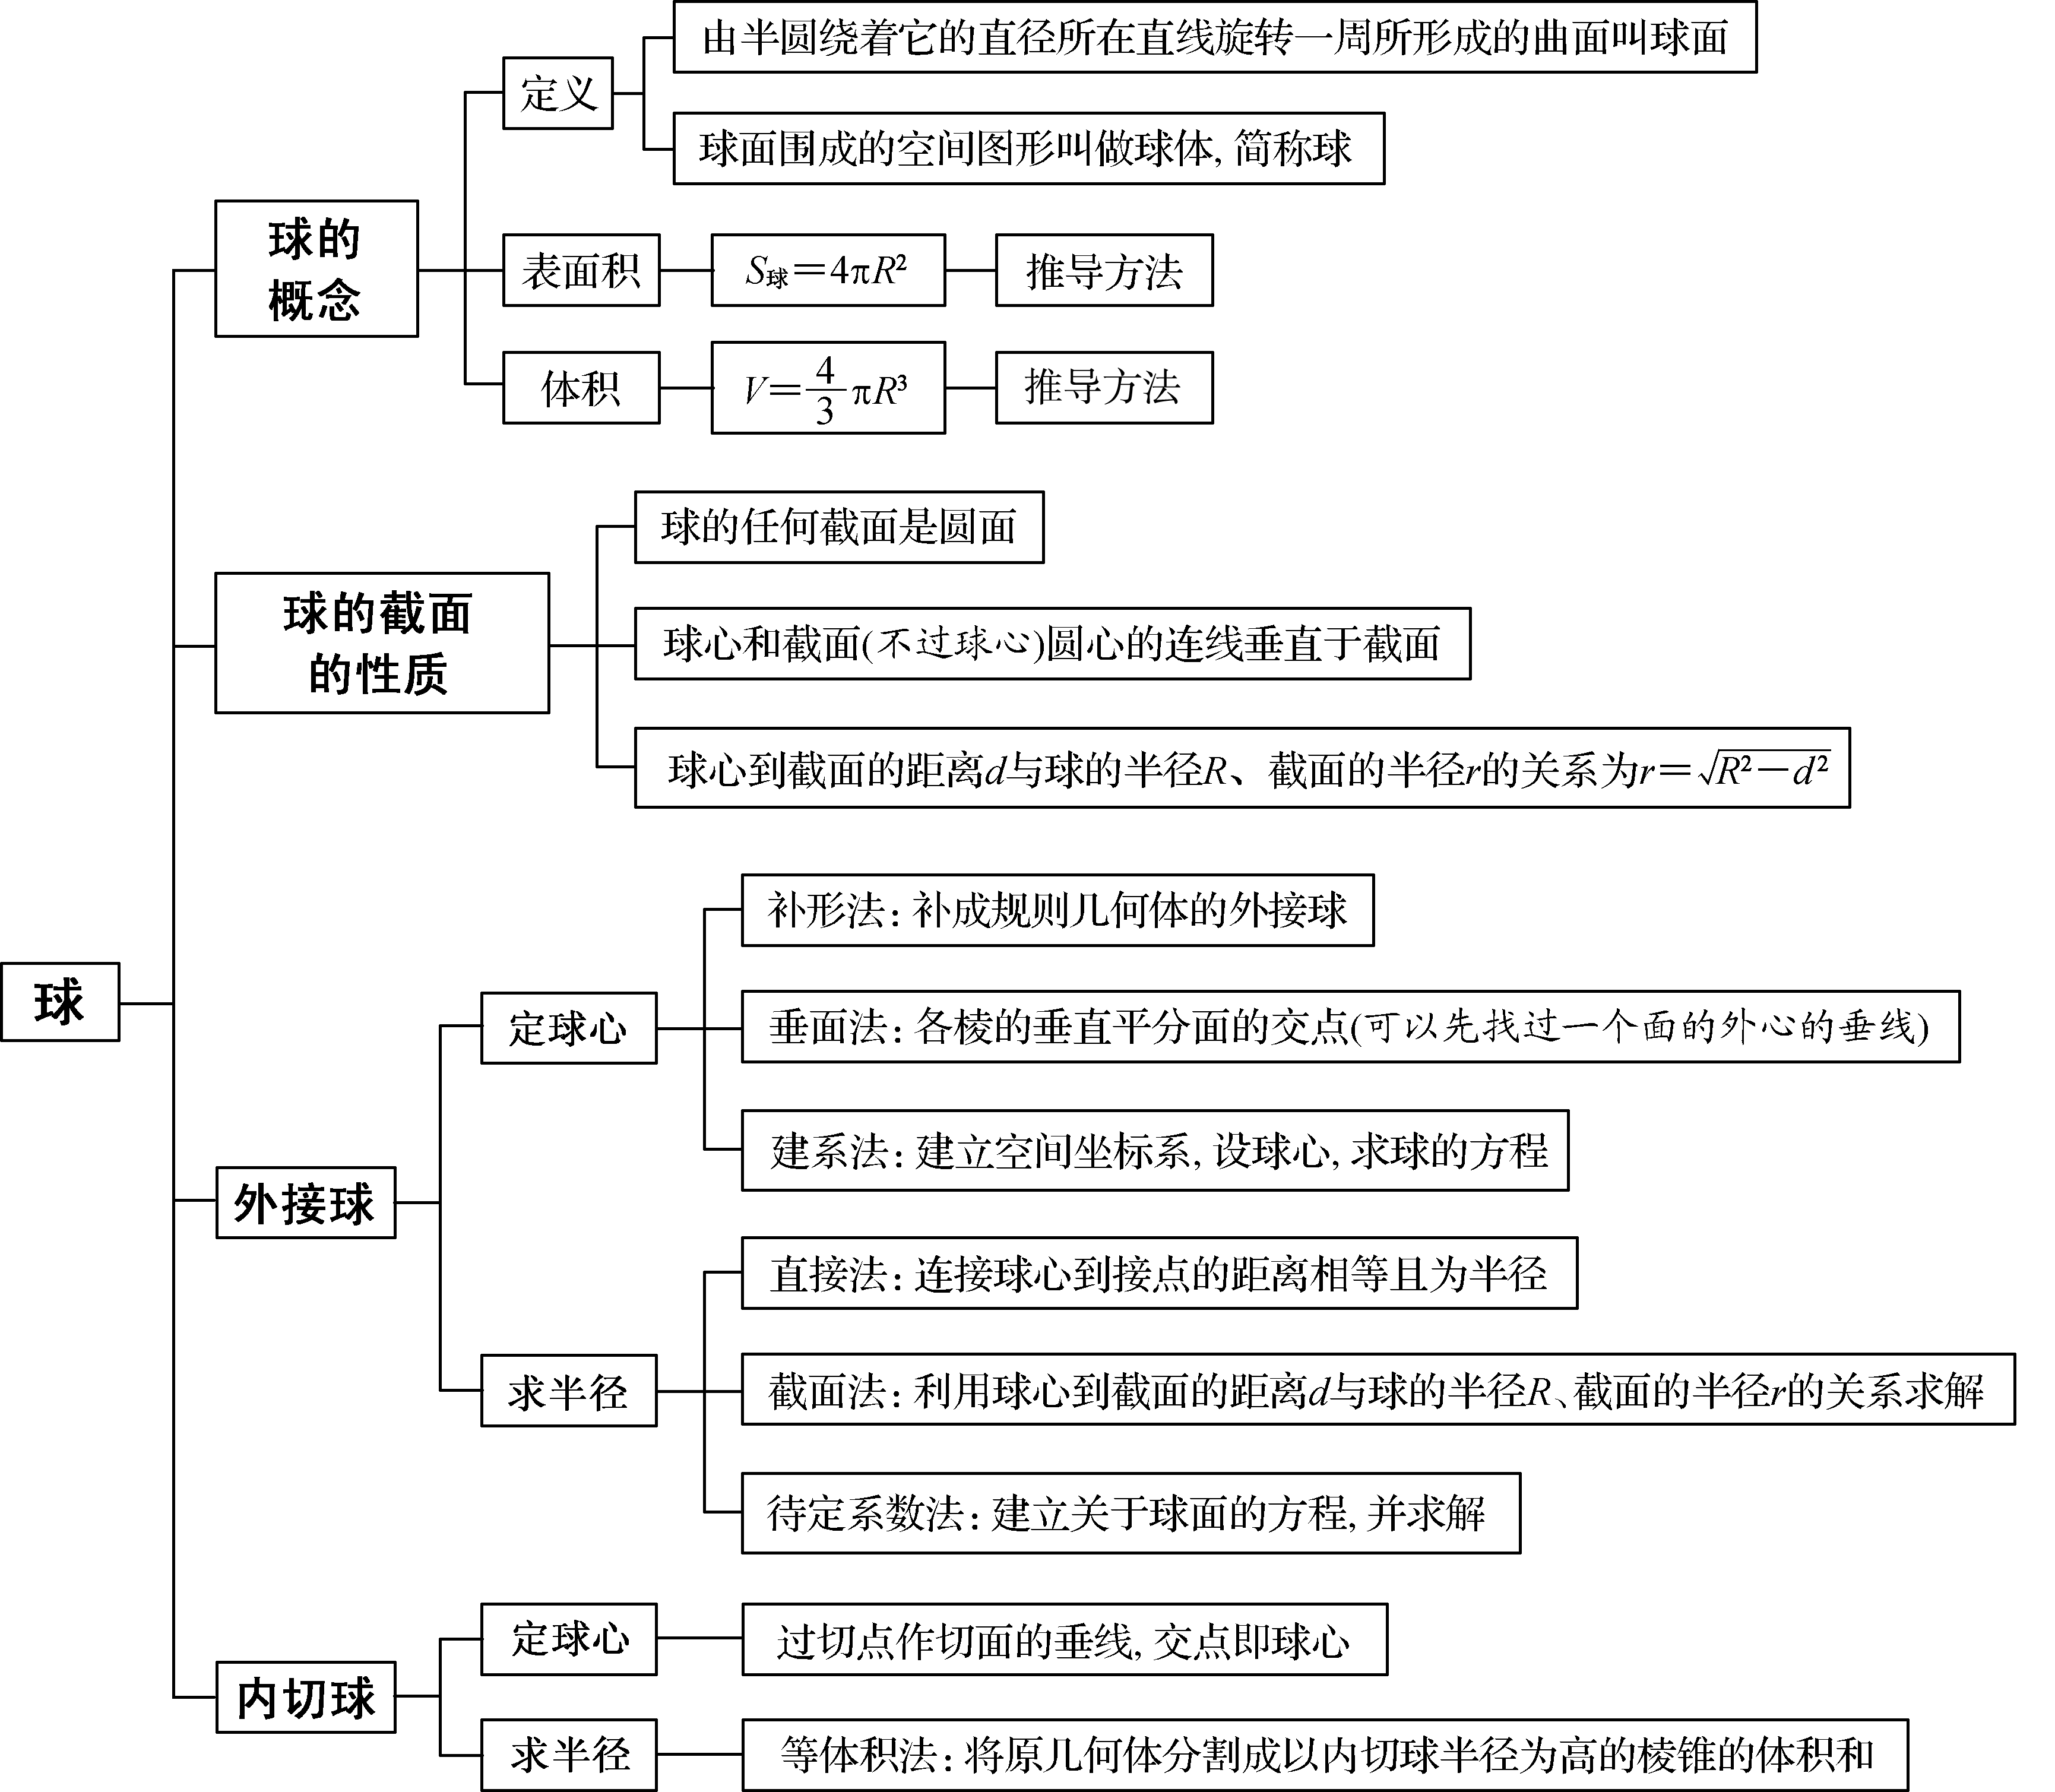 球
球的
概念
定义
由半圆绕着它的直径所在直线旋转一周所形成的曲面叫球面
球面围成的空间图形叫做球体, 简称球
表面积
S球=4πR²
推导方法
体积
V=4/3 πR³
推导方法
球的截面
的性质
球的任何截面是圆面
球心和截面(不过球心)圆心的连线垂直于截面
球心到截面的距离d与球的半径R、截面的半径r的关系为r=√(R²-d²)
外接球
定球心
补形法: 补成规则几何体的外接球
垂面法: 各棱的垂直平分面的交点(可以先找过一个面的外心的垂线)
建系法: 建立空间坐标系, 设球心, 求球的方程
求半径
直接法: 连接球心到接点的距离相等且为半径
截面法: 利用球心到截面的距离d与球的半径R、截面的半径r的关系求解
待定系数法: 建立关于球面的方程, 并求解
内切球
定球心
过切点作切面的垂线, 交点即球心
求半径
等体积法: 将原几何体分割成以内切球半径为高的棱锥的体积和